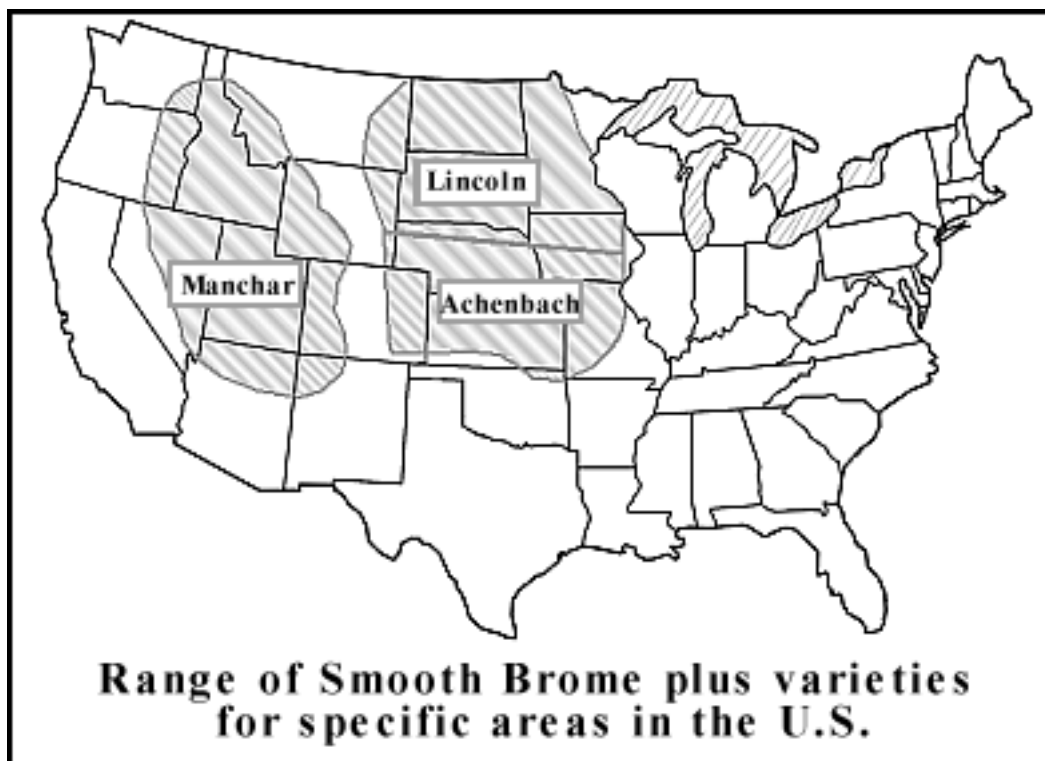 Lincoln
Manchar
Achenbach
Range of Smooth Brome plus varieties
for specific areas in the U.S.